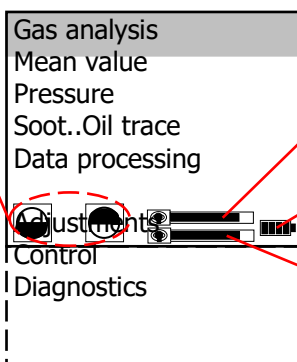 Gas analysis
Mean value
Pressure
Soot..Oil trace
Data processing
Adjustments
Control
Diagnostics